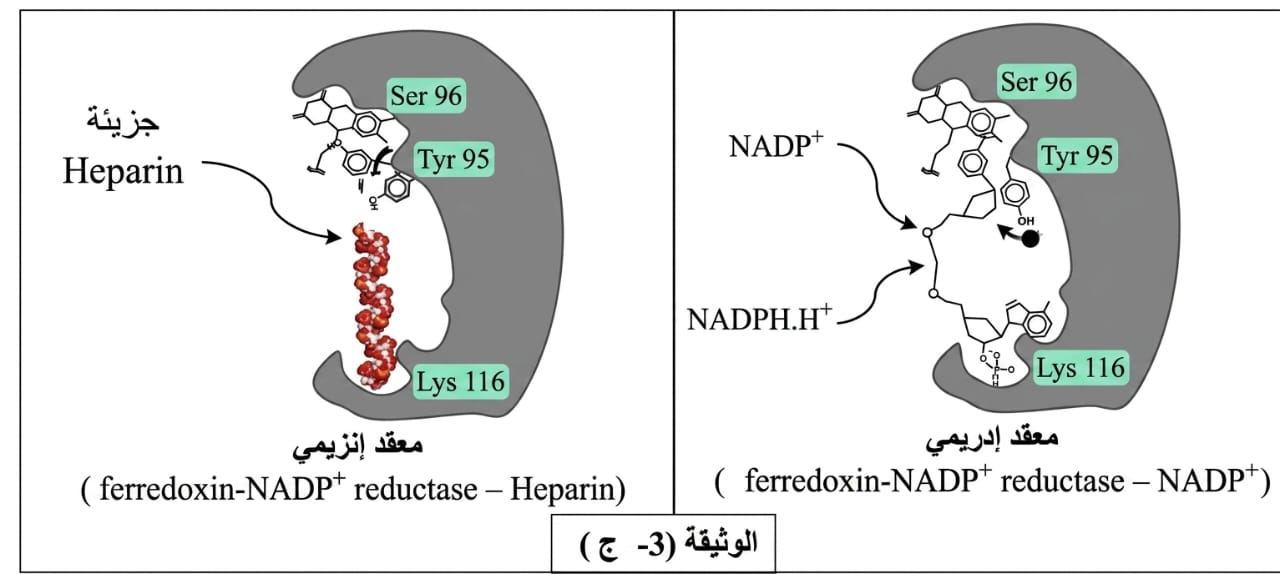 جزيئة
Heparin
Ser 96
Tyr 95
Lys 116
معقد إنزيمي
( ferredoxin-NADP⁺ reductase – Heparin)
NADP⁺
NADPH.H⁺
Ser 96
Tyr 95
OH
Lys 116
معقد إدريمي
( ferredoxin-NADP⁺ reductase – NADP⁺)
الوثيقة (3- ج )